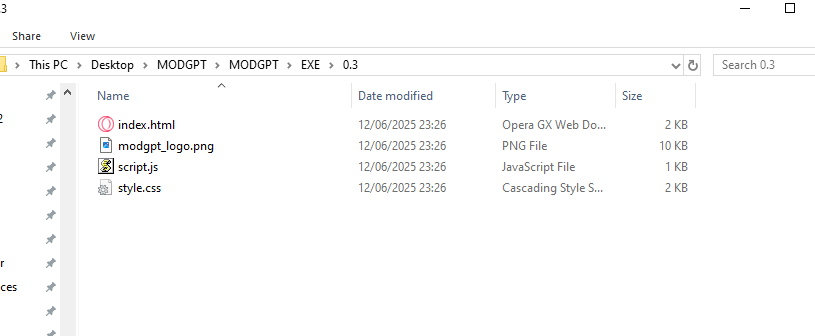 0.3
Share View
This PC > Desktop > MODGPT > MODGPT > EXE > 0.3 Search 0.3
Name Date modified Type Size
2 index.html 12/06/2025 23:26 Opera GX Web Do... 2 KB
modgpt_logo.png 12/06/2025 23:26 PNG File 10 KB
script.js 12/06/2025 23:26 JavaScript File 1 KB
style.css 12/06/2025 23:26 Cascading Style S... 2 KB
r
ces